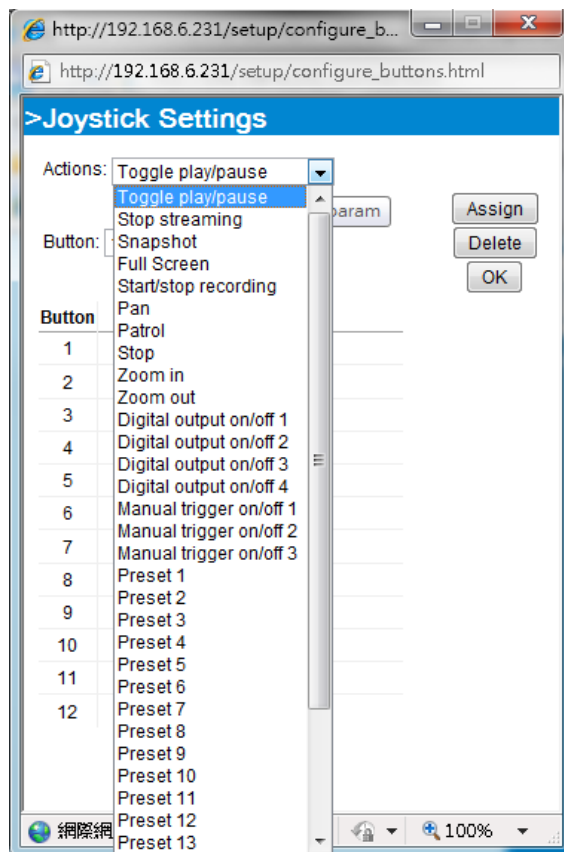 http://192.168.6.231/setup/configure_b...
http://192.168.6.231/setup/configure_buttons.html
>Joystick Settings
Actions: Toggle play/pause
Toggle play/pause
Stop streaming
Snapshot
Full Screen
Start/stop recording
Pan
Patrol
Stop
Zoom in
Zoom out
Digital output on/off 1
Digital output on/off 2
Digital output on/off 3
Digital output on/off 4
Manual trigger on/off 1
Manual trigger on/off 2
Manual trigger on/off 3
Preset 1
Preset 2
Preset 3
Preset 4
Preset 5
Preset 6
Preset 7
Preset 8
Preset 9
Preset 10
Preset 11
Preset 12
Preset 13
param
Assign
Button:
Delete
OK
Button
1
2
3
4
5
6
7
8
9
10
11
12
網際網
100%